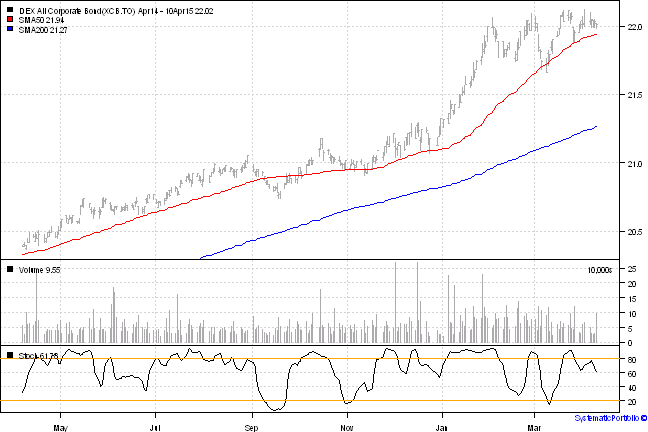 DEX All Corporate Bond(XCB.TO) Apr14 - 10Apr15 22.02
SMA50 21.94
SMA200 21.27
22.0
21.5
21.0
20.5
Volume 9.55
10,000s
25
20
15
10
5
0
Stoch 61.78
80
60
40
20
May Jul Sep Nov Jan Mar
SystematicPortfolio ©